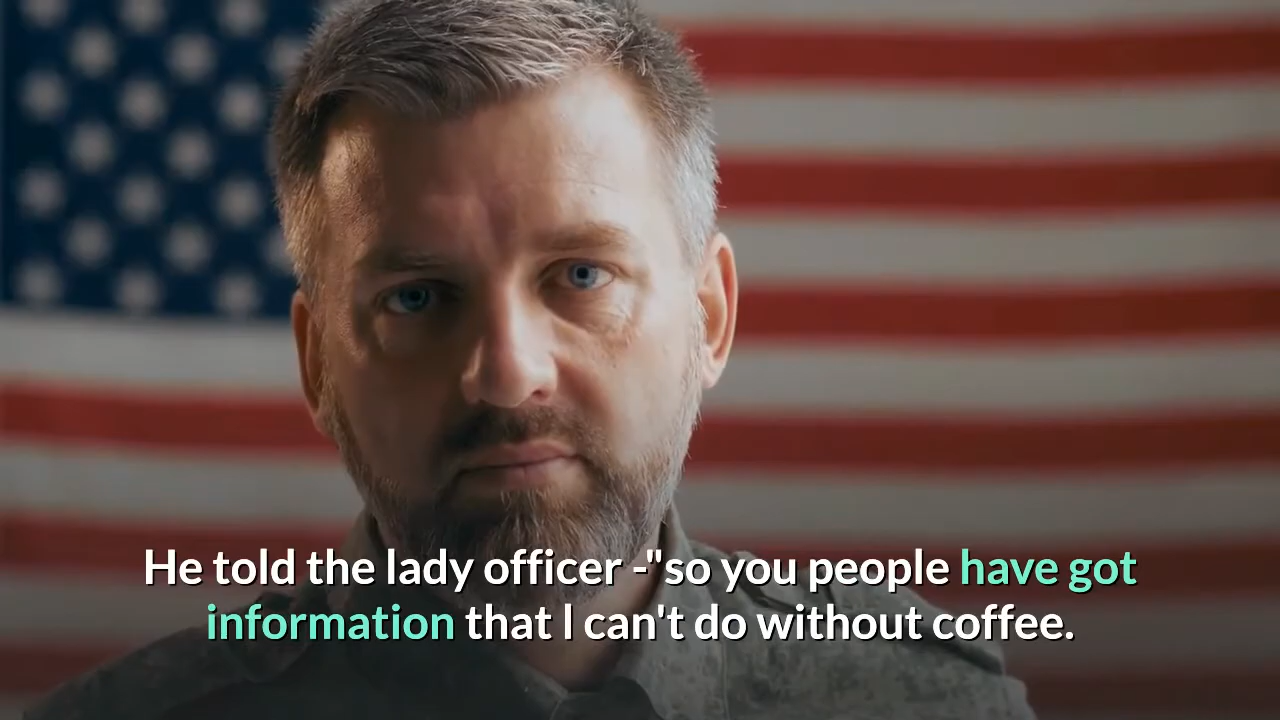 He told the lady officer -"so you people have got
information that I can't do without coffee.